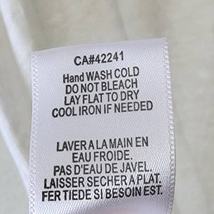 CA#42241
Hand WASH COLD
DO NOT BLEACH
LAY FLAT TO DRY
COOL IRON IF NEEDED
LAVER A LA MAIN EN
EAU FROIDE.
PAS D'EAU DE JAVEL..
LAISSER SECHER A PLAT.
FER TIEDE SI BESOIN EST.